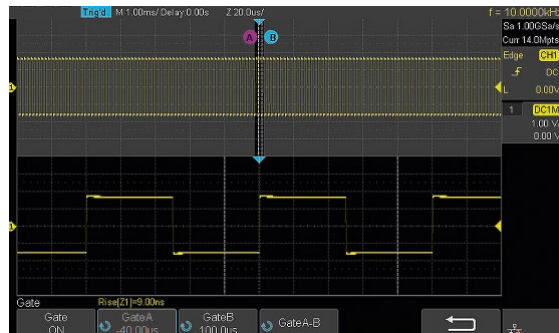 Trig'd M 1.00ms/ Delay:0.00s Z 20.0us/ f = 10.0000kHz
Sa 1.00GSa/s
Curr 14.0Mpts
Edge CH1
DC
L 0.00V
A B
1
1 DC1M
1.00 V/
0.00 V
1
Gate Rise[Z1]=9.00ns
Gate GateA GateB GateA-B
ON -40.00us 100.0us